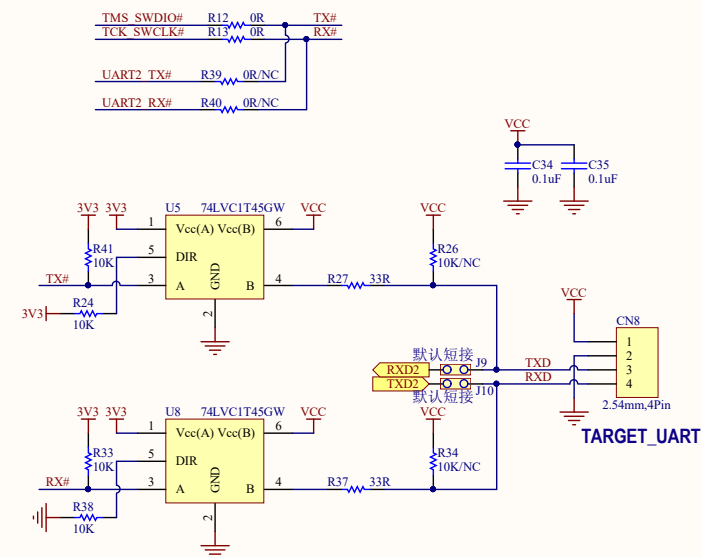 TMS_SWDIO# R12 0R TX#
TCK_SWCLK# R13 0R RX#
UART2_TX# R39 0R/NC
UART2_RX# R40 0R/NC
VCC
C34 C35
0.1uF 0.1uF
3V3 3V3 U5 74LVC1T45GW VCC VCC
1 Vcc(A) Vcc(B) 6
R41 R26
10K 5 DIR 10K/NC
GND
TX# 3 A B 4 R27 33R
R24
3V3 2
10K
VCC
CN8
1
默认短接 J9 2
RXD2 TXD 3
TXD2 RXD 4
默认短接 J10
2.54mm,4Pin
TARGET_UART
3V3 3V3 U8 74LVC1T45GW VCC VCC
1 Vcc(A) Vcc(B) 6
R33 R34
10K 5 DIR 10K/NC
GND
RX# 3 A B 4 R37 33R
R38
2
10K